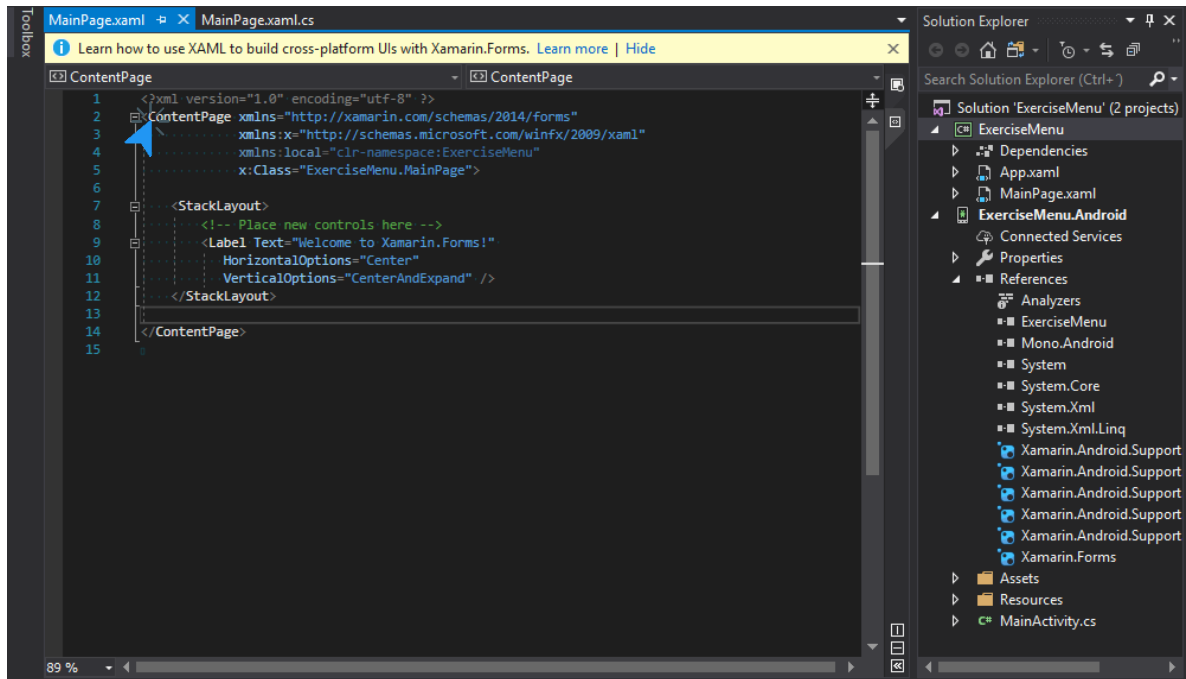 Toolbox
MainPage.xaml MainPage.xaml.cs
Learn how to use XAML to build cross-platform UIs with Xamarin.Forms. Learn more | Hide
ContentPage ContentPage
1 <?xml version="1.0" encoding="utf-8" ?>
2 <ContentPage xmlns="http://xamarin.com/schemas/2014/forms"
3 xmlns:x="http://schemas.microsoft.com/winfx/2009/xaml"
4 xmlns:local="clr-namespace:ExerciseMenu"
5 x:Class="ExerciseMenu.MainPage">
6
7 <StackLayout>
8 <!-- Place new controls here -->
9 <Label Text="Welcome to Xamarin.Forms!"
10 HorizontalOptions="Center"
11 VerticalOptions="CenterAndExpand" />
12 </StackLayout>
13
14 </ContentPage>
15
89 %
Solution Explorer
Search Solution Explorer (Ctrl+´)
Solution 'ExerciseMenu' (2 projects)
C# ExerciseMenu
Dependencies
App.xaml
MainPage.xaml
ExerciseMenu.Android
Connected Services
Properties
References
Analyzers
ExerciseMenu
Mono.Android
System
System.Core
System.Xml
System.Xml.Linq
Xamarin.Android.Support
Xamarin.Android.Support
Xamarin.Android.Support
Xamarin.Android.Support
Xamarin.Android.Support
Xamarin.Forms
Assets
Resources
C# MainActivity.cs